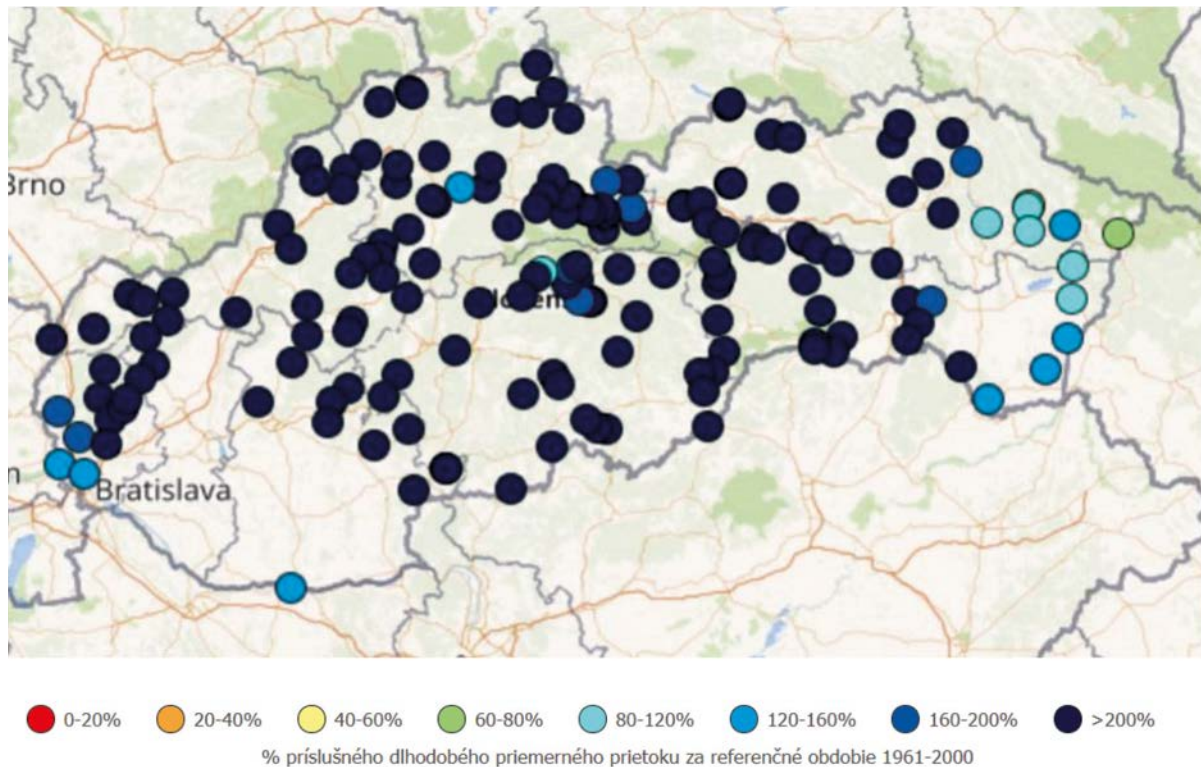 Brno
Bratislava
0-20%
20-40%
40-60%
60-80%
80-120%
120-160%
160-200%
>200%
% príslušného dlhodobého priemerného prietoku za referenčné obdobie 1961-2000